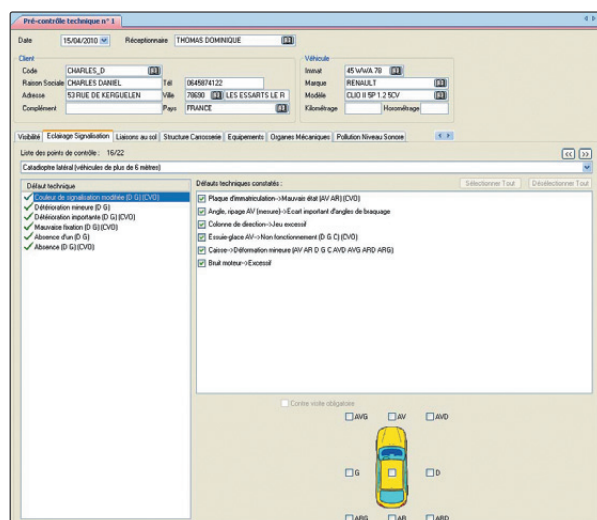 Pré-contrôle technique n° 1
Date 15/04/2010 Réceptionnaire THOMAS DOMINIQUE
Client
Véhicule
Code CHARLES_D
Immat 45 WWA 78
Raison Sociale CHARLES DANIEL Tél 0645874122
Marque RENAULT
Adresse 53 RUE DE KERGUELEN Ville 78690 LES ESSARTS LE R
Modèle CLIO II 5P 1.2 5CV
Complément Pays FRANCE
Kilométrage Horométrage
Visibilité Eclairage Signalisation Liaisons au sol Structure Carrosserie Equipements Organes Mécaniques Pollution Niveau Sonore
Liste des points de contrôle : 16/22 << >>
Catadioptre latéral (véhicules de plus de 6 mètres)
Défaut technique
Couleur de signalisation modifiée (D G) (CVO)
Détérioration mineure (D G)
Détérioration importante (D G) (CVO)
Mauvaise fixation (D G) (CVO)
Absence d'un (D G)
Absence (D G) (CVO)
Défauts techniques constatés : Sélectionner Tout Désélectionner Tout
Plaque d'immatriculation->Mauvais état (AV AR) (CVO)
Angle, ripage AV (mesure)->Ecart important d'angles de braquage
Colonne de direction->Jeu excessif
Essuie-glace AV->Non fonctionnement (D G C) (CVO)
Caisse->Déformation mineure (AV AR D G C AVD AVG ARD ARG)
Bruit moteur->Excessif
Contre visite obligatoire
AVG AV AVD
G D
ARG AR ARD